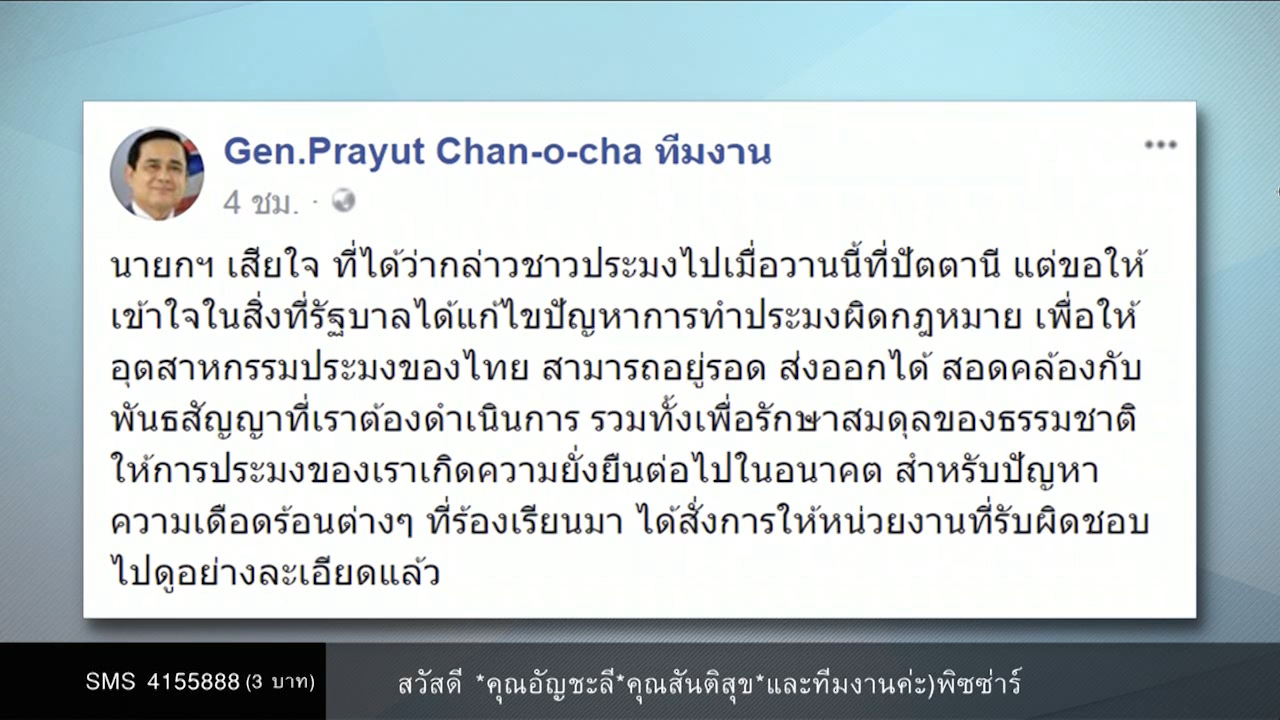 Gen.Prayut Chan-o-cha ทีมงาน
4 ชม. ·
นายกฯ เสียใจ ที่ได้ว่ากล่าวชาวประมงไปเมื่อวานนี้ที่ปัตตานี แต่ขอให้
เข้าใจในสิ่งที่รัฐบาลได้แก้ไขปัญหาการทำประมงผิดกฎหมาย เพื่อให้
อุตสาหกรรมประมงของไทย สามารถอยู่รอด ส่งออกได้ สอดคล้องกับ
พันธสัญญาที่เราต้องดำเนินการ รวมทั้งเพื่อรักษาสมดุลของธรรมชาติ
ให้การประมงของเราเกิดความยั่งยืนต่อไปในอนาคต สำหรับปัญหา
ความเดือดร้อนต่างๆ ที่ร้องเรียนมา ได้สั่งการให้หน่วยงานที่รับผิดชอบ
ไปดูอย่างละเอียดแล้ว
SMS 4155888 (3 บาท) สวัสดี *คุณอัญชะลี*คุณสันติสุข*และทีมงานค่ะ)พิซซ่าร์